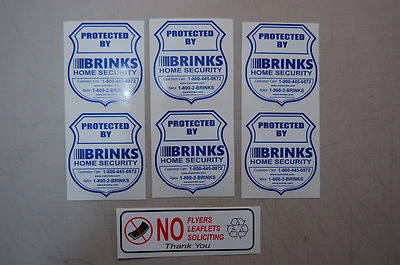 PROTECTED
BY
BRINKS
HOME SECURITY
Customer Care: 1-800-445-0872
Sales: 1-800-2-BRINKS
PROTECTED
BY
BRINKS
HOME SECURITY
Customer Care: 1-800-445-0872
Sales: 1-800-2-BRINKS
PROTECTED
BY
BRINKS
HOME SECURITY
Customer Care: 1-800-445-0872
Sales: 1-800-2-BRINKS
PROTECTED
BY
BRINKS
HOME SECURITY
Customer Care: 1-800-445-0872
Sales: 1-800-2-BRINKS
PROTECTED
BY
BRINKS
HOME SECURITY
Customer Care: 1-800-445-0872
Sales: 1-800-2-BRINKS
PROTECTED
BY
BRINKS
HOME SECURITY
Customer Care: 1-800-445-0872
Sales: 1-800-2-BRINKS
NO FLYERS
LEAFLETS
SOLICITING
Thank You